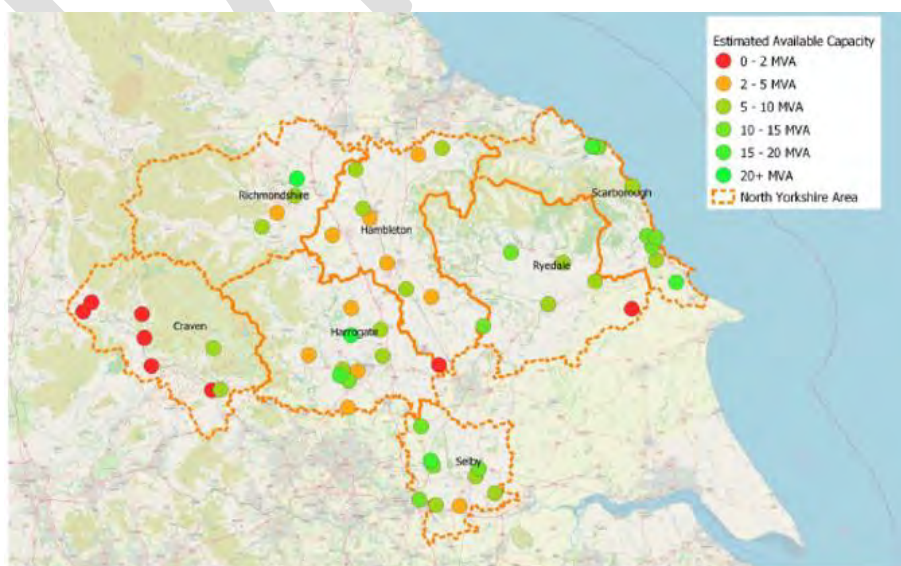 Estimated Available Capacity
0 - 2 MVA
2 - 5 MVA
5 - 10 MVA
10 - 15 MVA
15 - 20 MVA
20+ MVA
North Yorkshire Area
Richmondshire
Scarborough
Hambleton
Ryedale
Craven
Harrogate
Selby